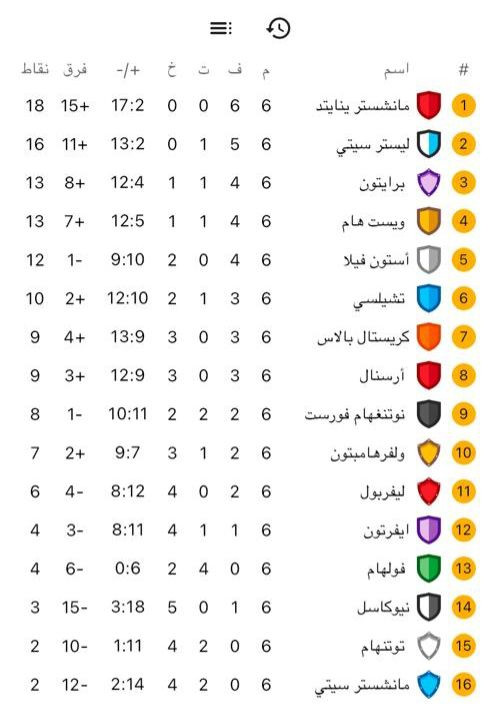 # اسم م ف ت خ +/- فرق نقاط
1 مانشستر ينايتد 6 6 0 0 17:2 +15 18
2 ليستر سيتي 6 5 1 0 13:2 +11 16
3 برايتون 6 4 1 1 12:4 +8 13
4 ويست هام 6 4 1 1 12:5 +7 13
5 أستون فيلا 6 4 0 2 9:10 -1 12
6 تشيلسي 6 3 1 2 12:10 +2 10
7 كريستال بالاس 6 3 0 3 13:9 +4 9
8 أرسنال 6 3 0 3 12:9 +3 9
9 نوتنغهام فورست 6 2 2 2 10:11 -1 8
10 ولفرهامبتون 6 2 1 3 9:7 +2 7
11 ليفربول 6 2 0 4 8:12 -4 6
12 ايفرتون 6 1 1 4 8:11 -3 4
13 فولهام 6 0 4 2 0:6 -6 4
14 نيوكاسل 6 1 0 5 3:18 -15 3
15 توتنهام 6 0 2 4 1:11 -10 2
16 مانشستر سيتي 6 0 2 4 2:14 -12 2